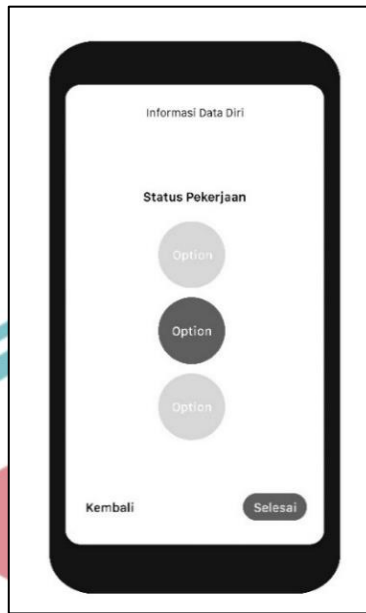 Informasi Data Diri
Status Pekerjaan
Option
Option
Option
Kembali
Selesai